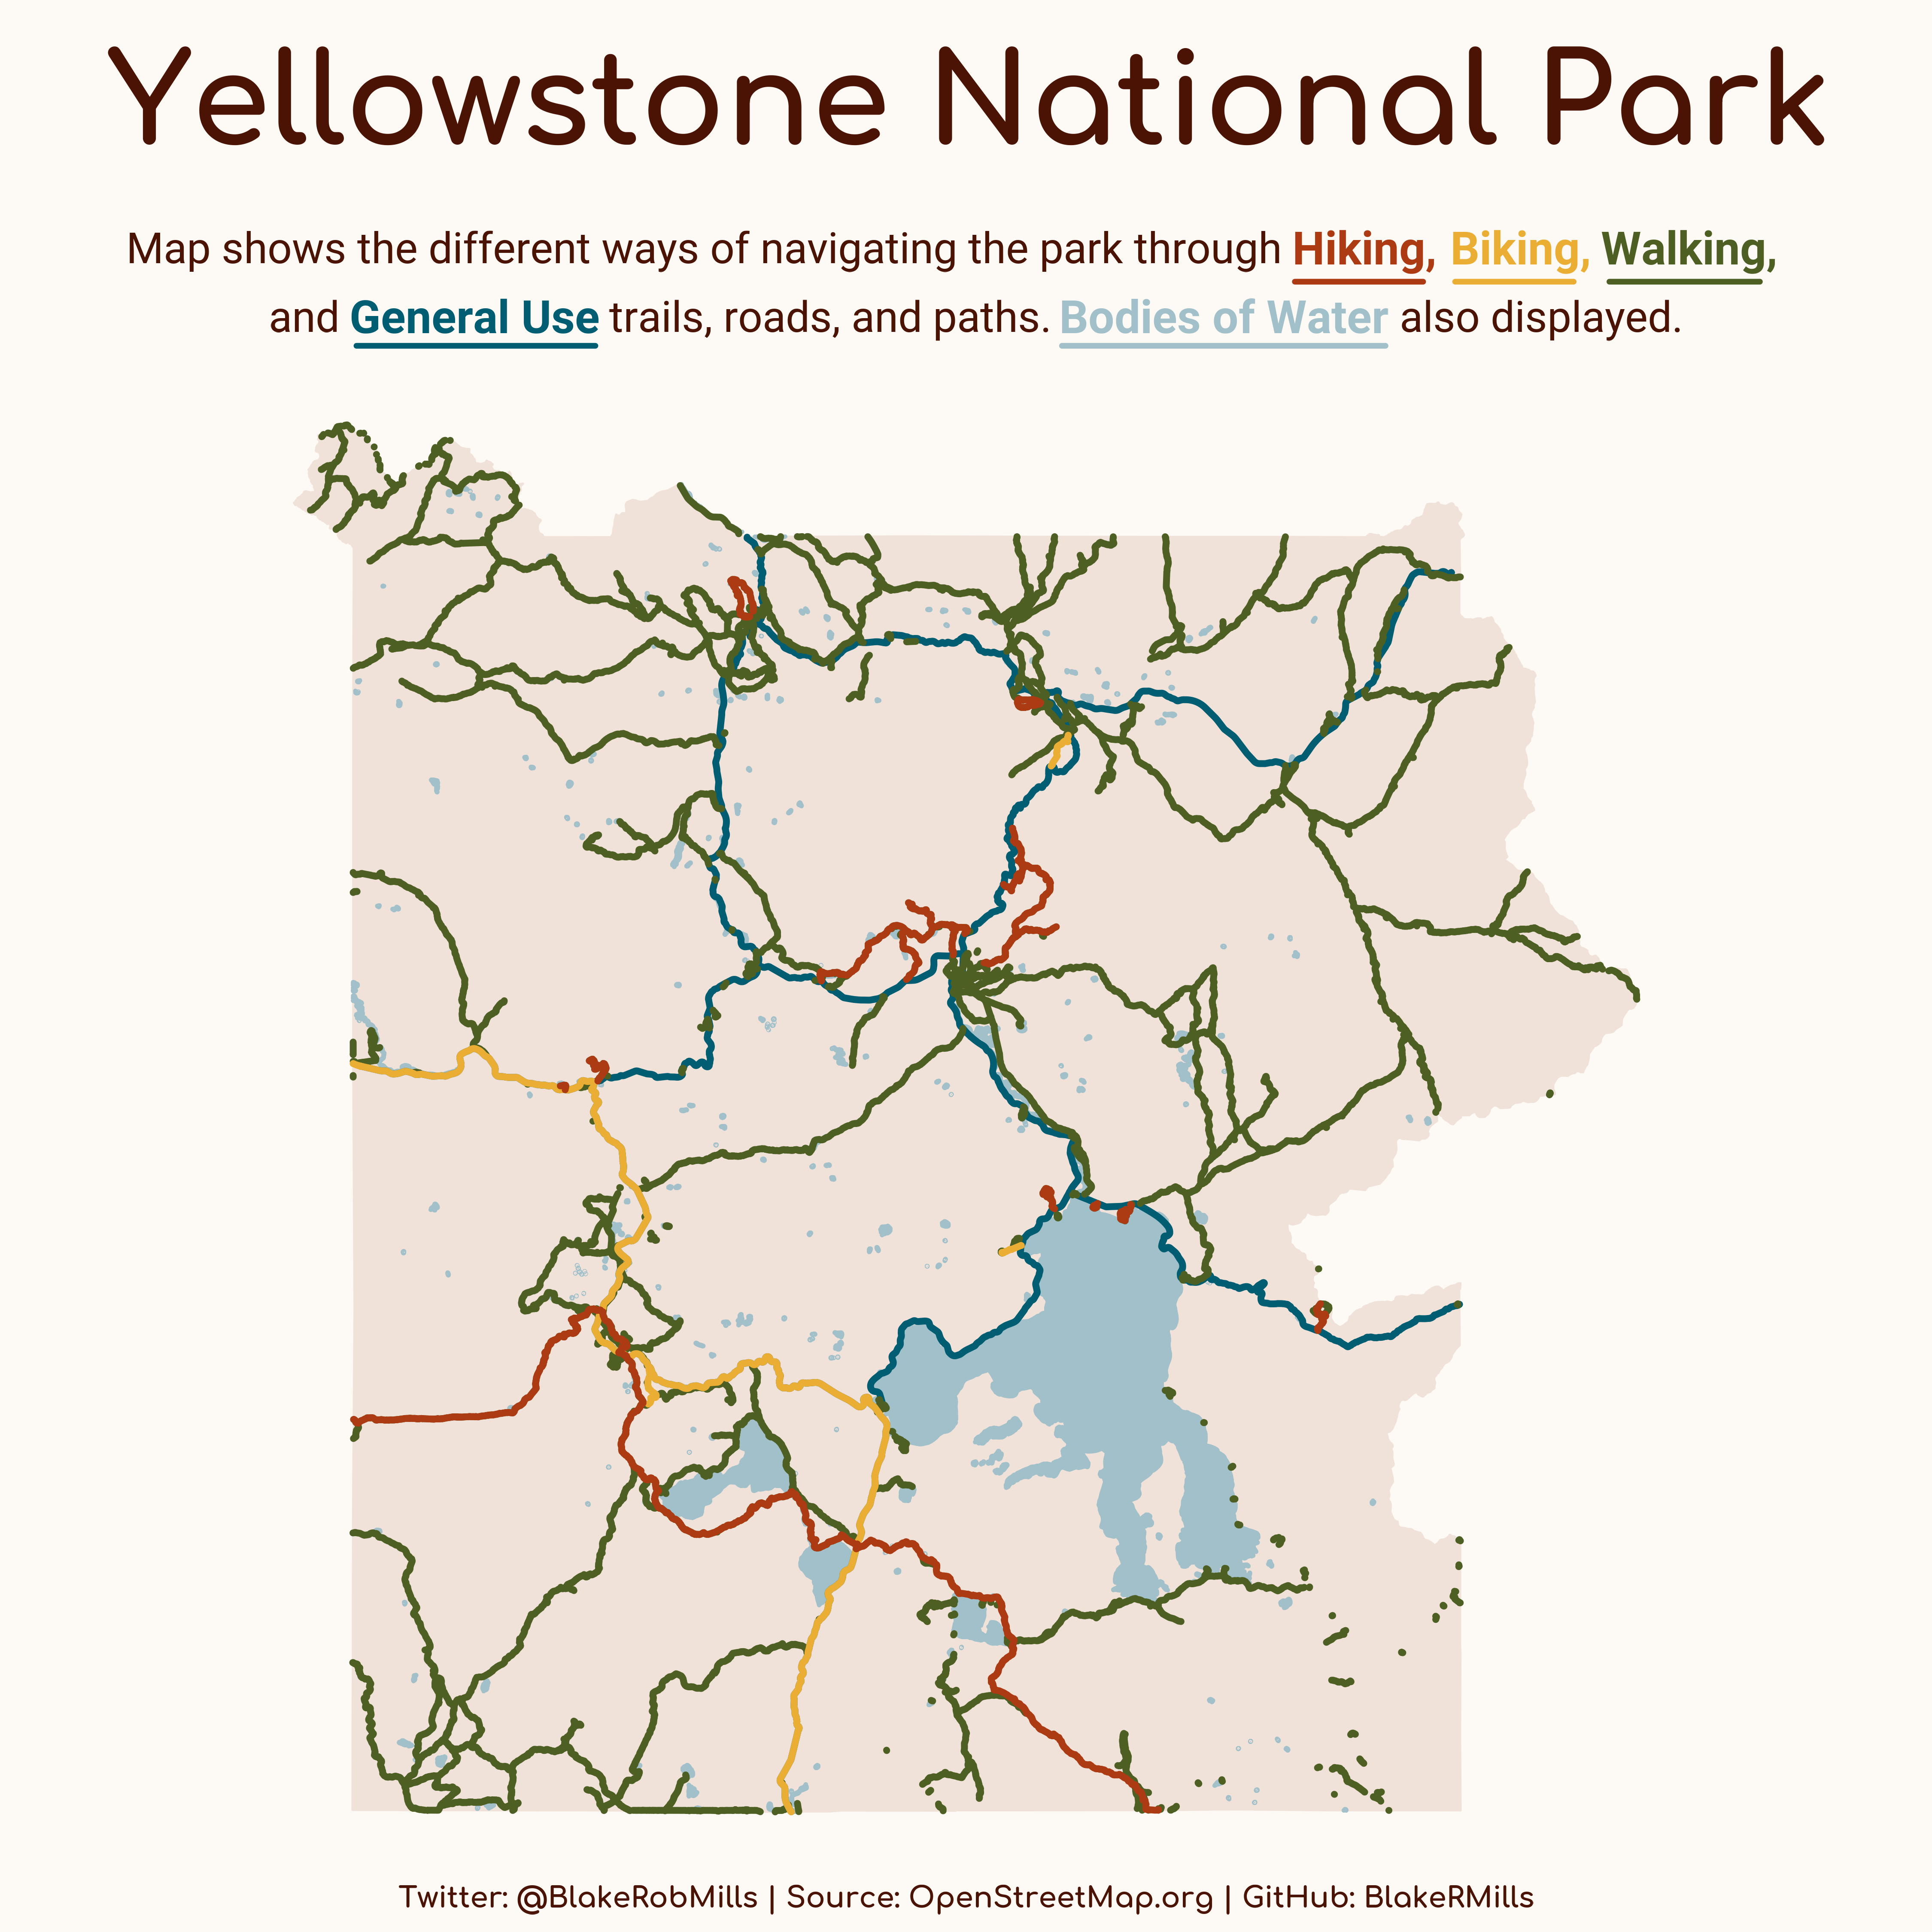 Yellowstone National Park
Map shows the different ways of navigating the park through Hiking, Biking, Walking,
and General Use trails, roads, and paths. Bodies of Water also displayed.
Twitter: @BlakeRobMills | Source: OpenStreetMap.org | GitHub: BlakeRMills